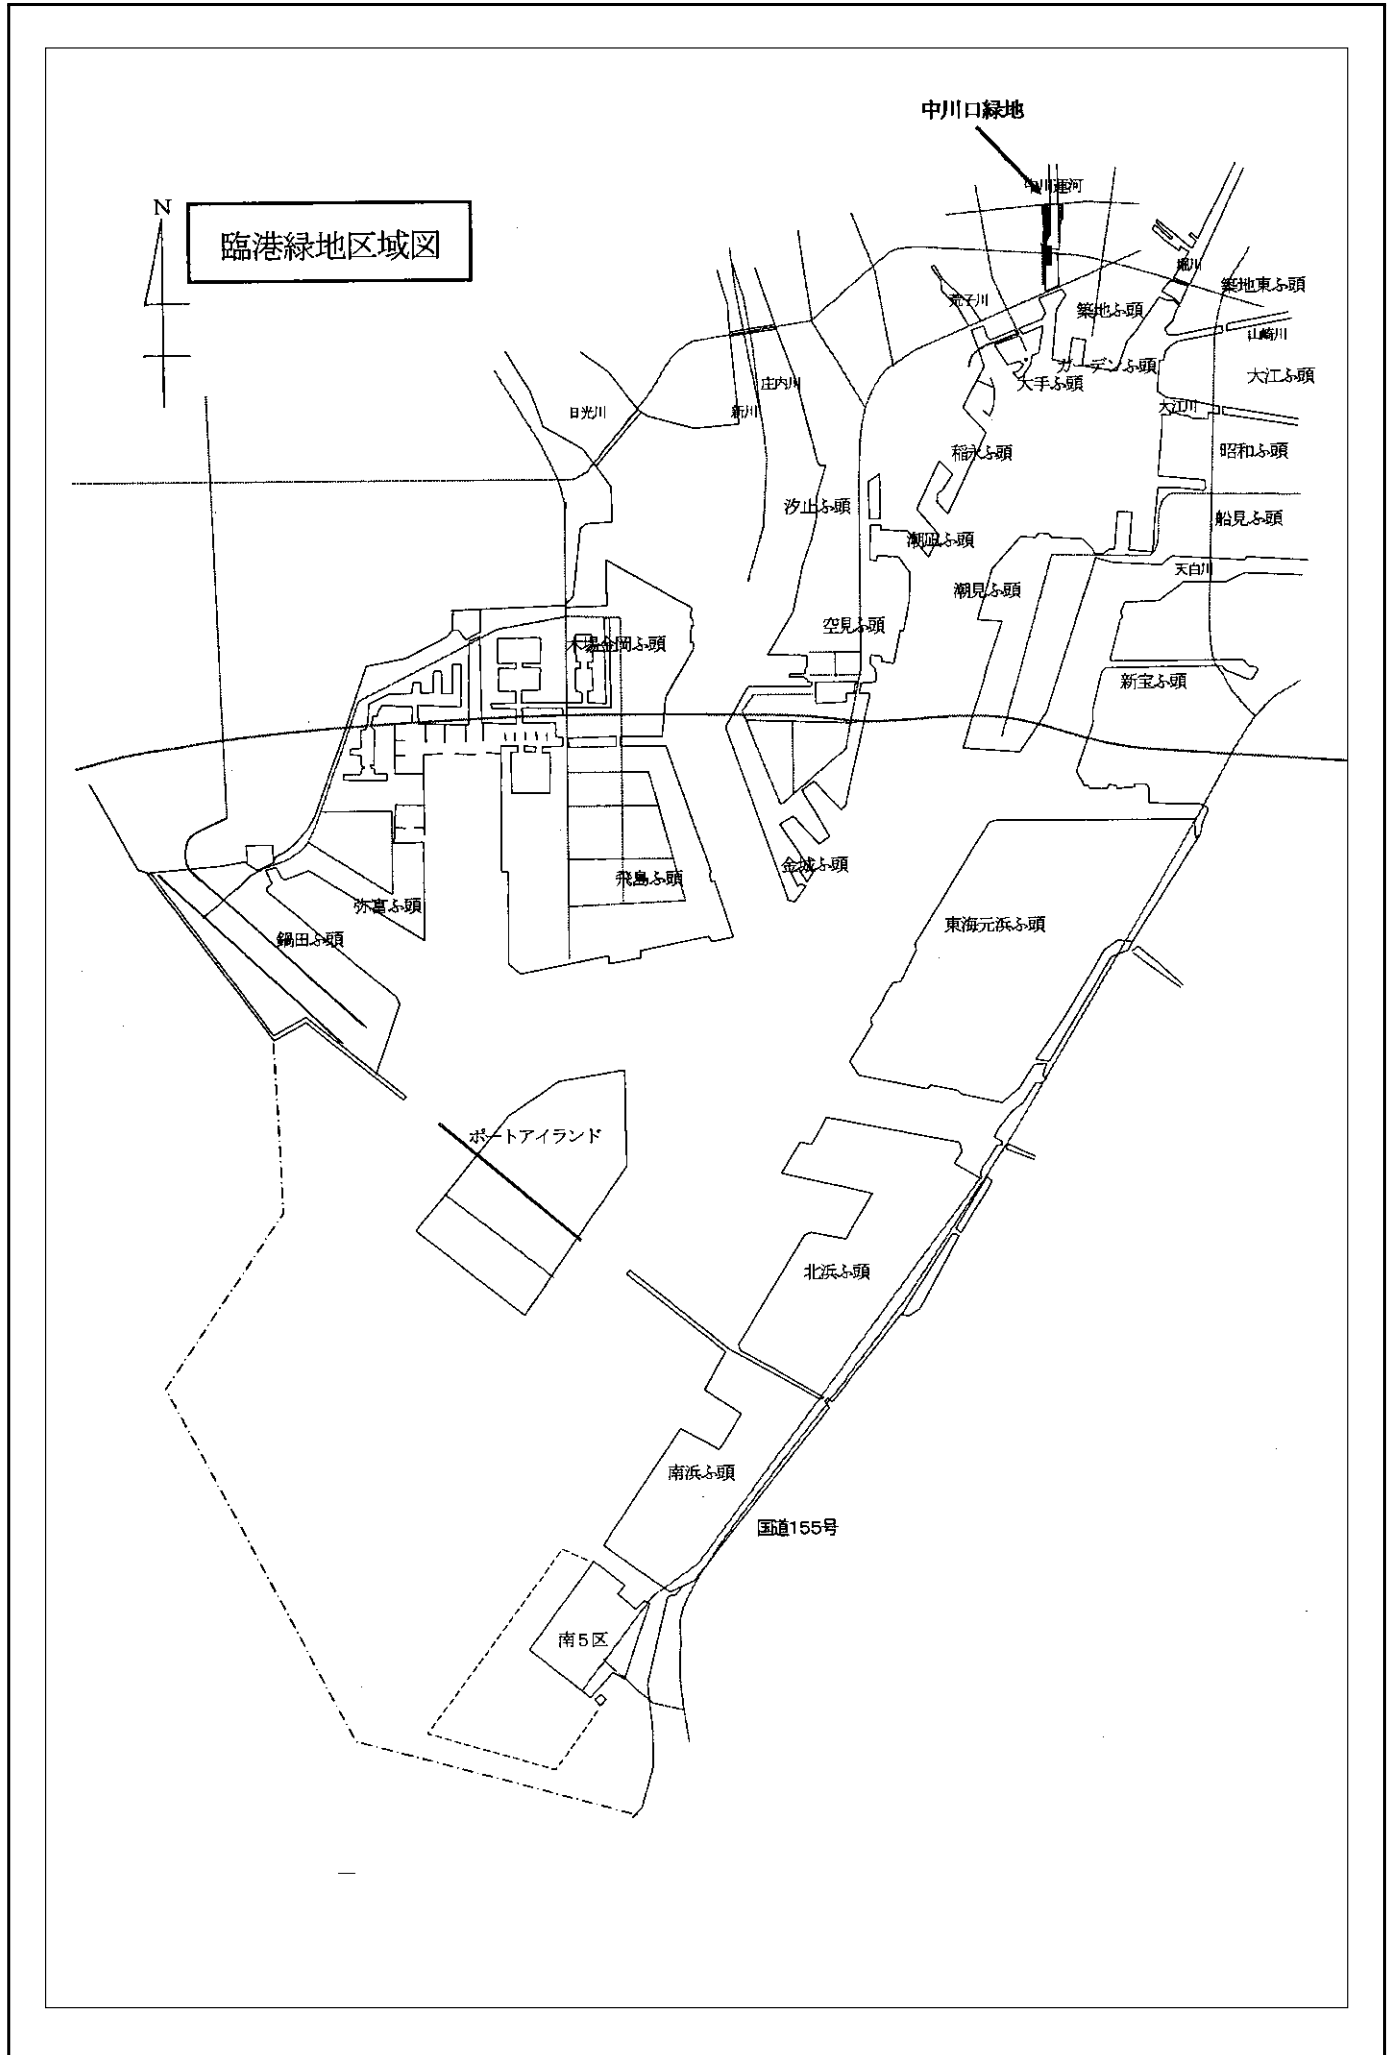 中川口緑地
中川運河
N
臨港緑地区域図
堀川
築地東ふ頭
荒子川
築地ふ頭
山崎川
ガーデンふ頭
大手ふ頭
大江ふ頭
庄内川
新川
日光川
大江川
稲永ふ頭
昭和ふ頭
汐止ふ頭
船見ふ頭
潮凪ふ頭
天白川
潮見ふ頭
空見ふ頭
木場金岡ふ頭
新宝ふ頭
金城ふ頭
飛島ふ頭
弥富ふ頭
東海元浜ふ頭
鍋田ふ頭
ポートアイランド
北浜ふ頭
南浜ふ頭
国道155号
南5区